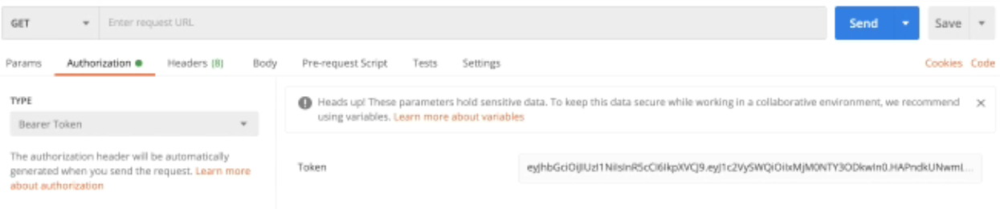 GET Enter request URL Send Save
Params Authorization Headers (8) Body Pre-request Script Tests Settings Cookies Code
TYPE
Bearer Token
The authorization header will be automatically
generated when you send the request. Learn more
about authorization
Heads up! These parameters hold sensitive data. To keep this data secure while working in a collaborative environment, we recommend
using variables. Learn more about variables
Token